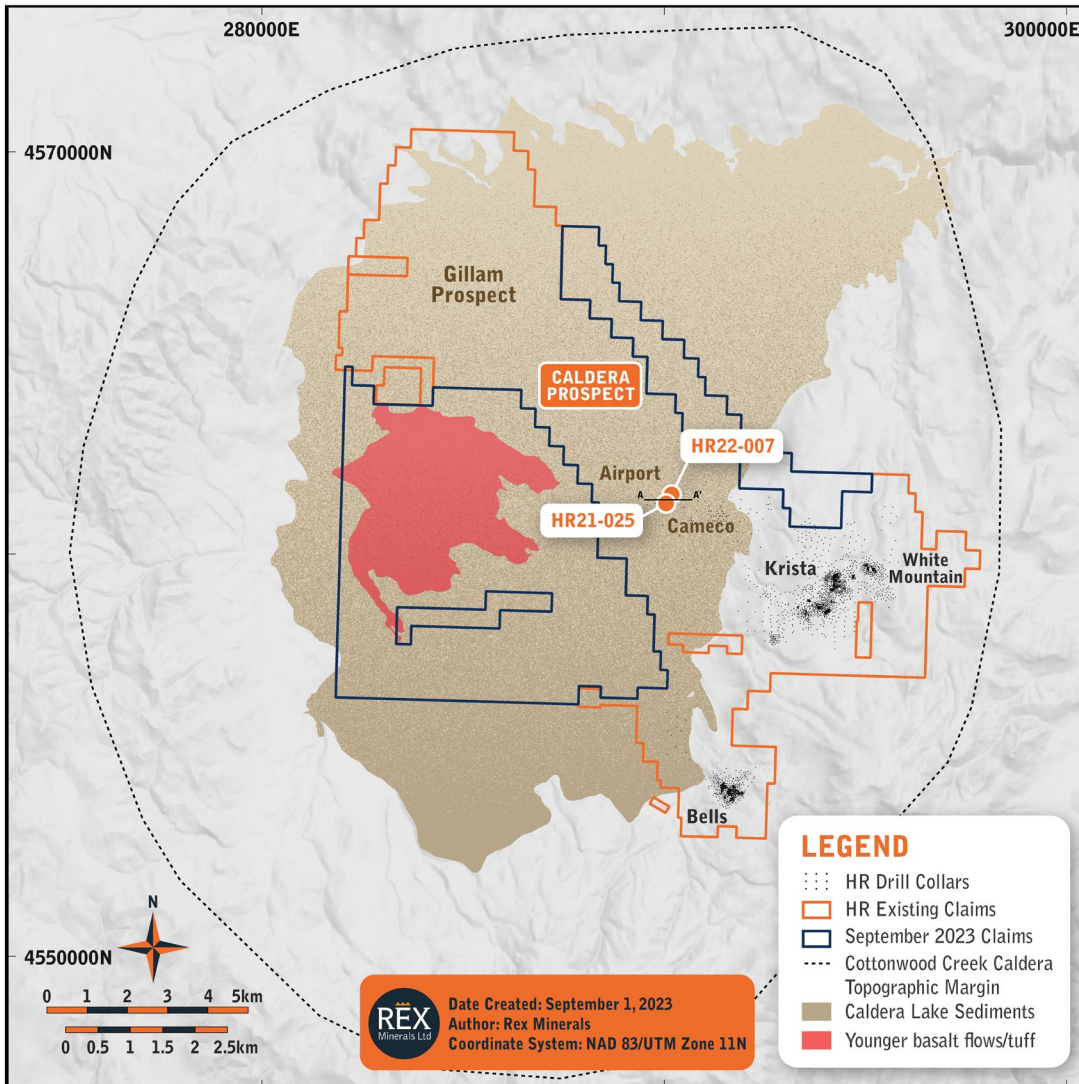 280000E
300000E
4570000N
Gillam
Prospect
CALDERA
PROSPECT
HR22-007
Airport
A
A'
HR21-025
Cameco
Krista
White
Mountain
Bells
4550000N
N
0 1 2 3 4 5km
0 0.5 1 1.5 2 2.5km
REX
Minerals Ltd
Date Created: September 1, 2023
Author: Rex Minerals
Coordinate System: NAD 83/UTM Zone 11N
LEGEND
HR Drill Collars
HR Existing Claims
September 2023 Claims
Cottonwood Creek Caldera
Topographic Margin
Caldera Lake Sediments
Younger basalt flows/tuff